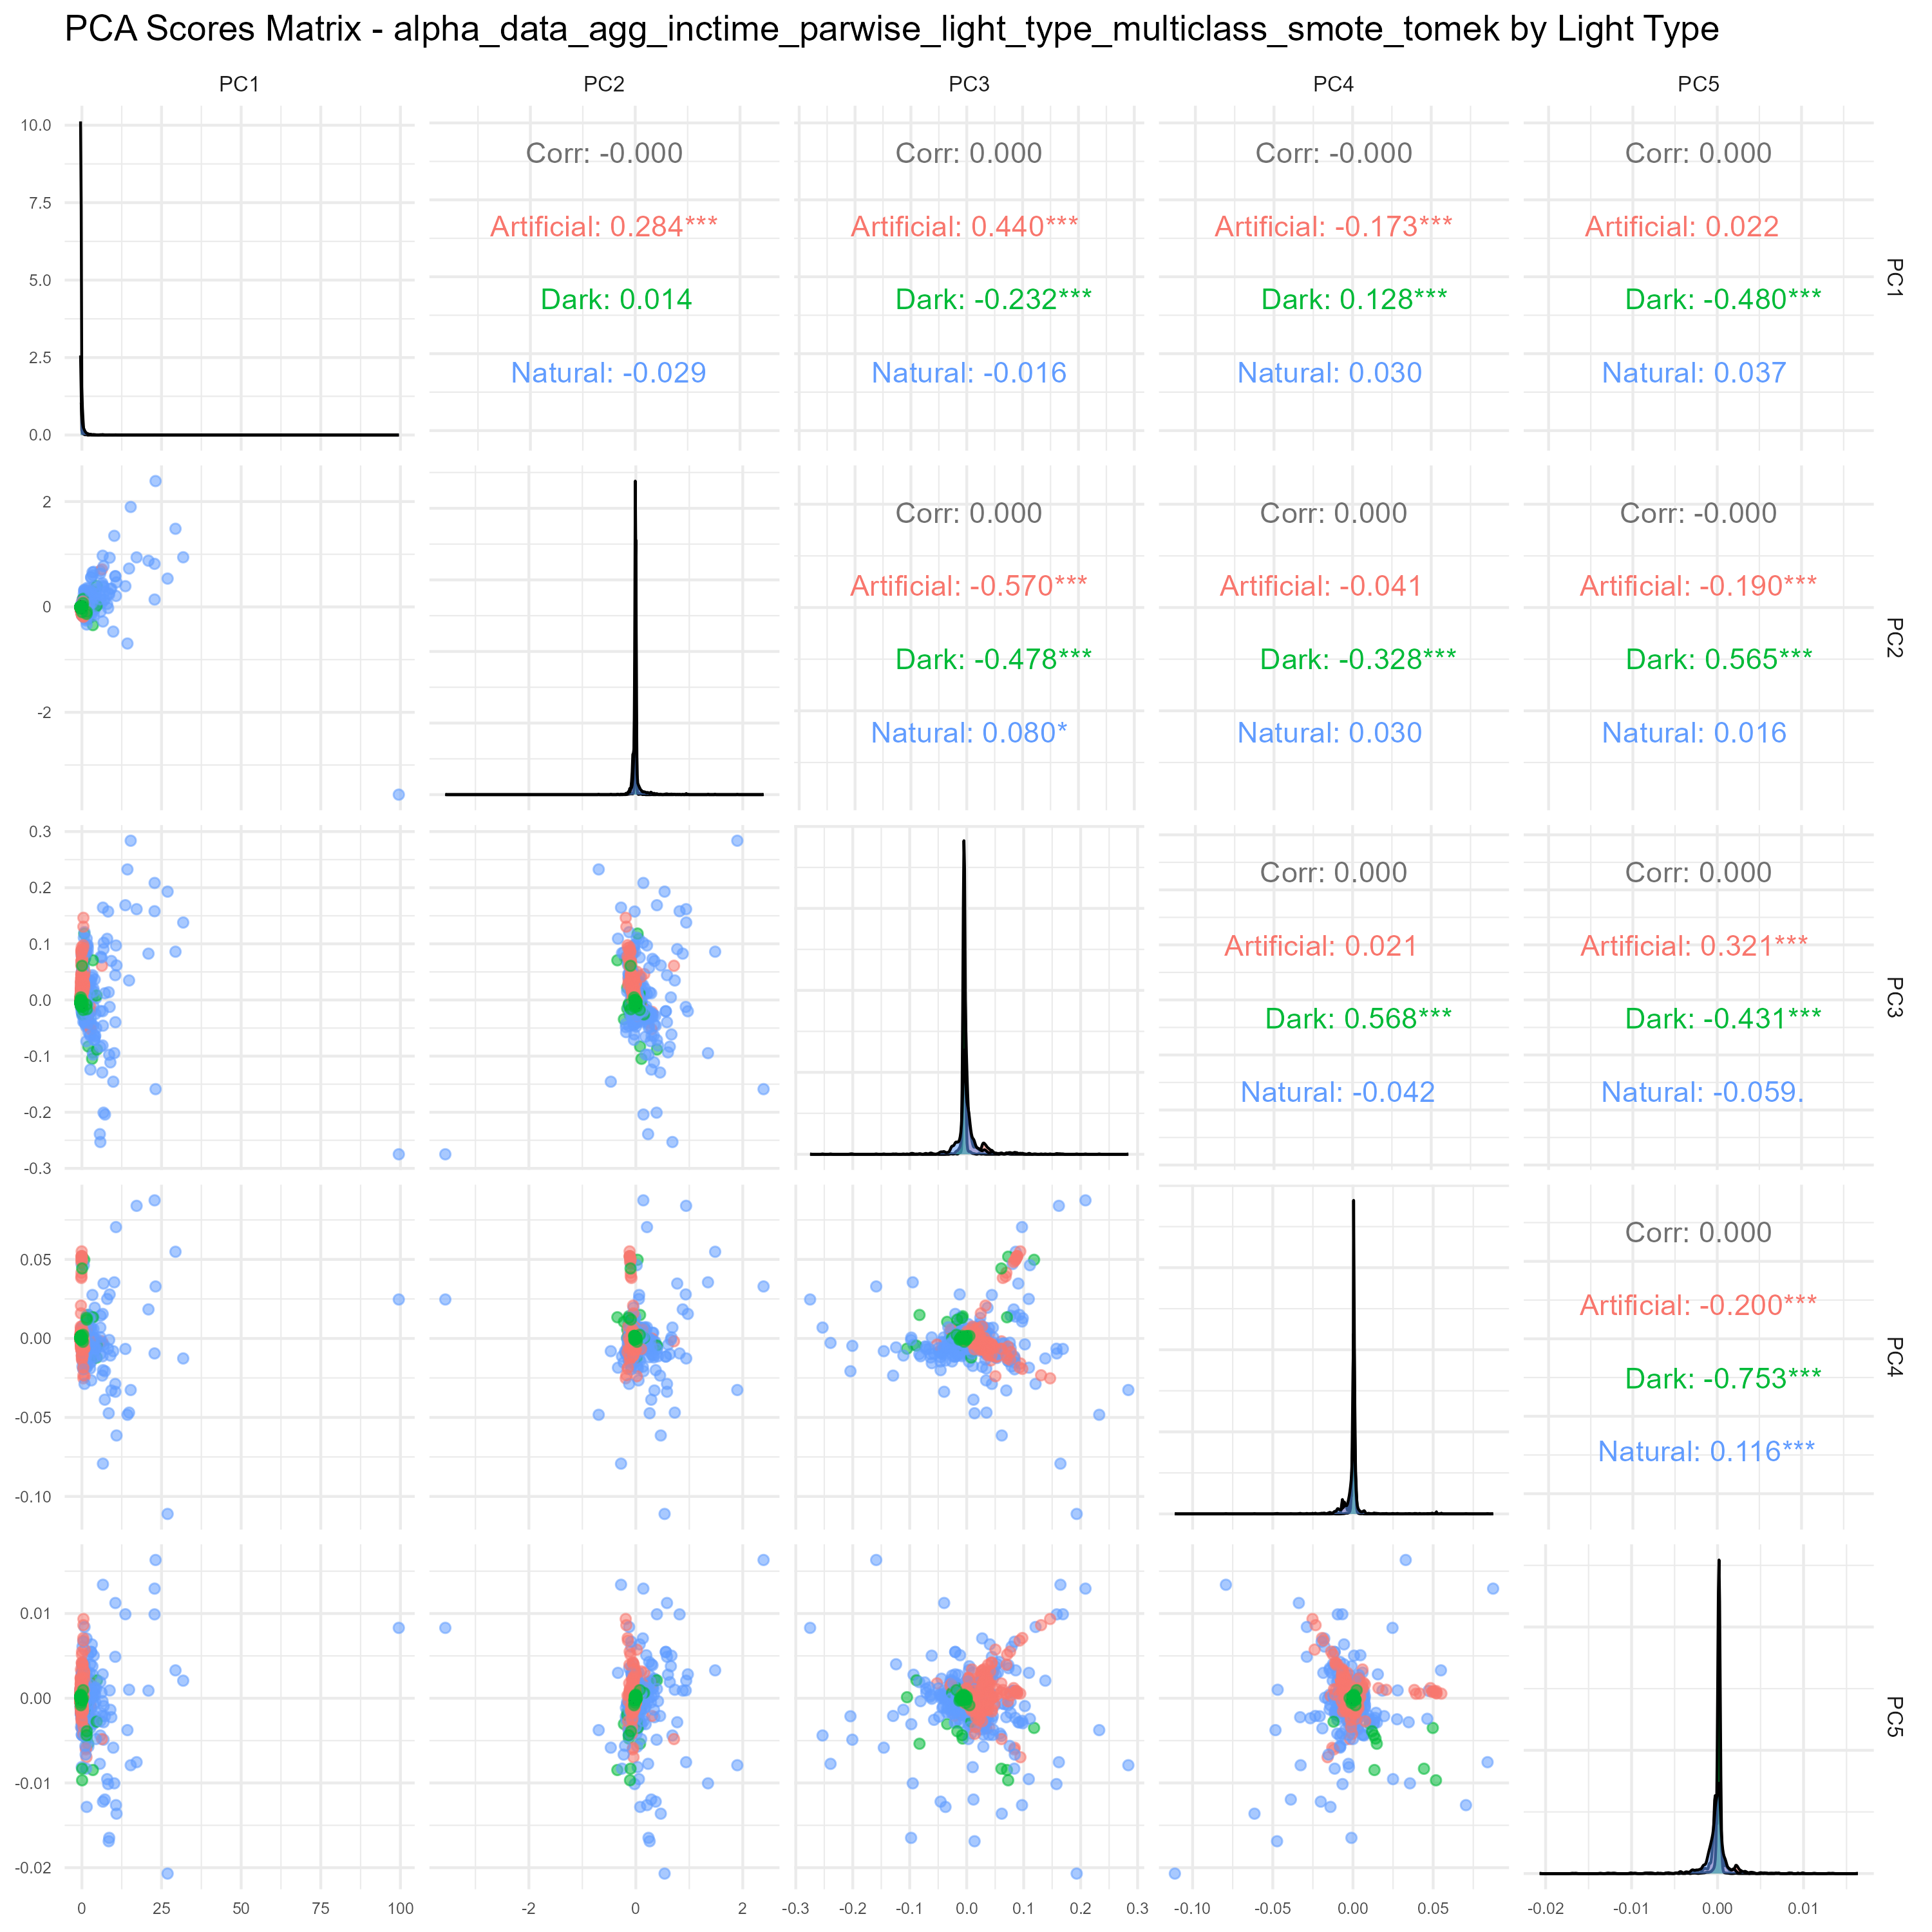 PCA Scores Matrix - alpha_data_agg_inctime_parwise_light_type_multiclass_smote_tomek by Light Type
PC1 PC2 PC3 PC4 PC5
10.0
7.5
5.0
2.5
0.0
Corr: -0.000
Artificial: 0.284***
Dark: 0.014
Natural: -0.029
Corr: 0.000
Artificial: 0.440***
Dark: -0.232***
Natural: -0.016
Corr: -0.000
Artificial: -0.173***
Dark: 0.128***
Natural: 0.030
Corr: 0.000
Artificial: 0.022
Dark: -0.480***
Natural: 0.037
PC1
2
0
-2
Corr: 0.000
Artificial: -0.570***
Dark: -0.478***
Natural: 0.080*
Corr: 0.000
Artificial: -0.041
Dark: -0.328***
Natural: 0.030
Corr: -0.000
Artificial: -0.190***
Dark: 0.565***
Natural: 0.016
PC2
0.3
0.2
0.1
0.0
-0.1
-0.2
-0.3
Corr: 0.000
Artificial: 0.021
Dark: 0.568***
Natural: -0.042
Corr: 0.000
Artificial: 0.321***
Dark: -0.431***
Natural: -0.059.
PC3
0.05
0.00
-0.05
-0.10
Corr: 0.000
Artificial: -0.200***
Dark: -0.753***
Natural: 0.116***
PC4
0.01
0.00
-0.01
-0.02
PC5
0 25 50 75 100
-2 0 2
-0.3 -0.2 -0.1 0.0 0.1 0.2 0.3
-0.10 -0.05 0.00 0.05
-0.02 -0.01 0.00 0.01